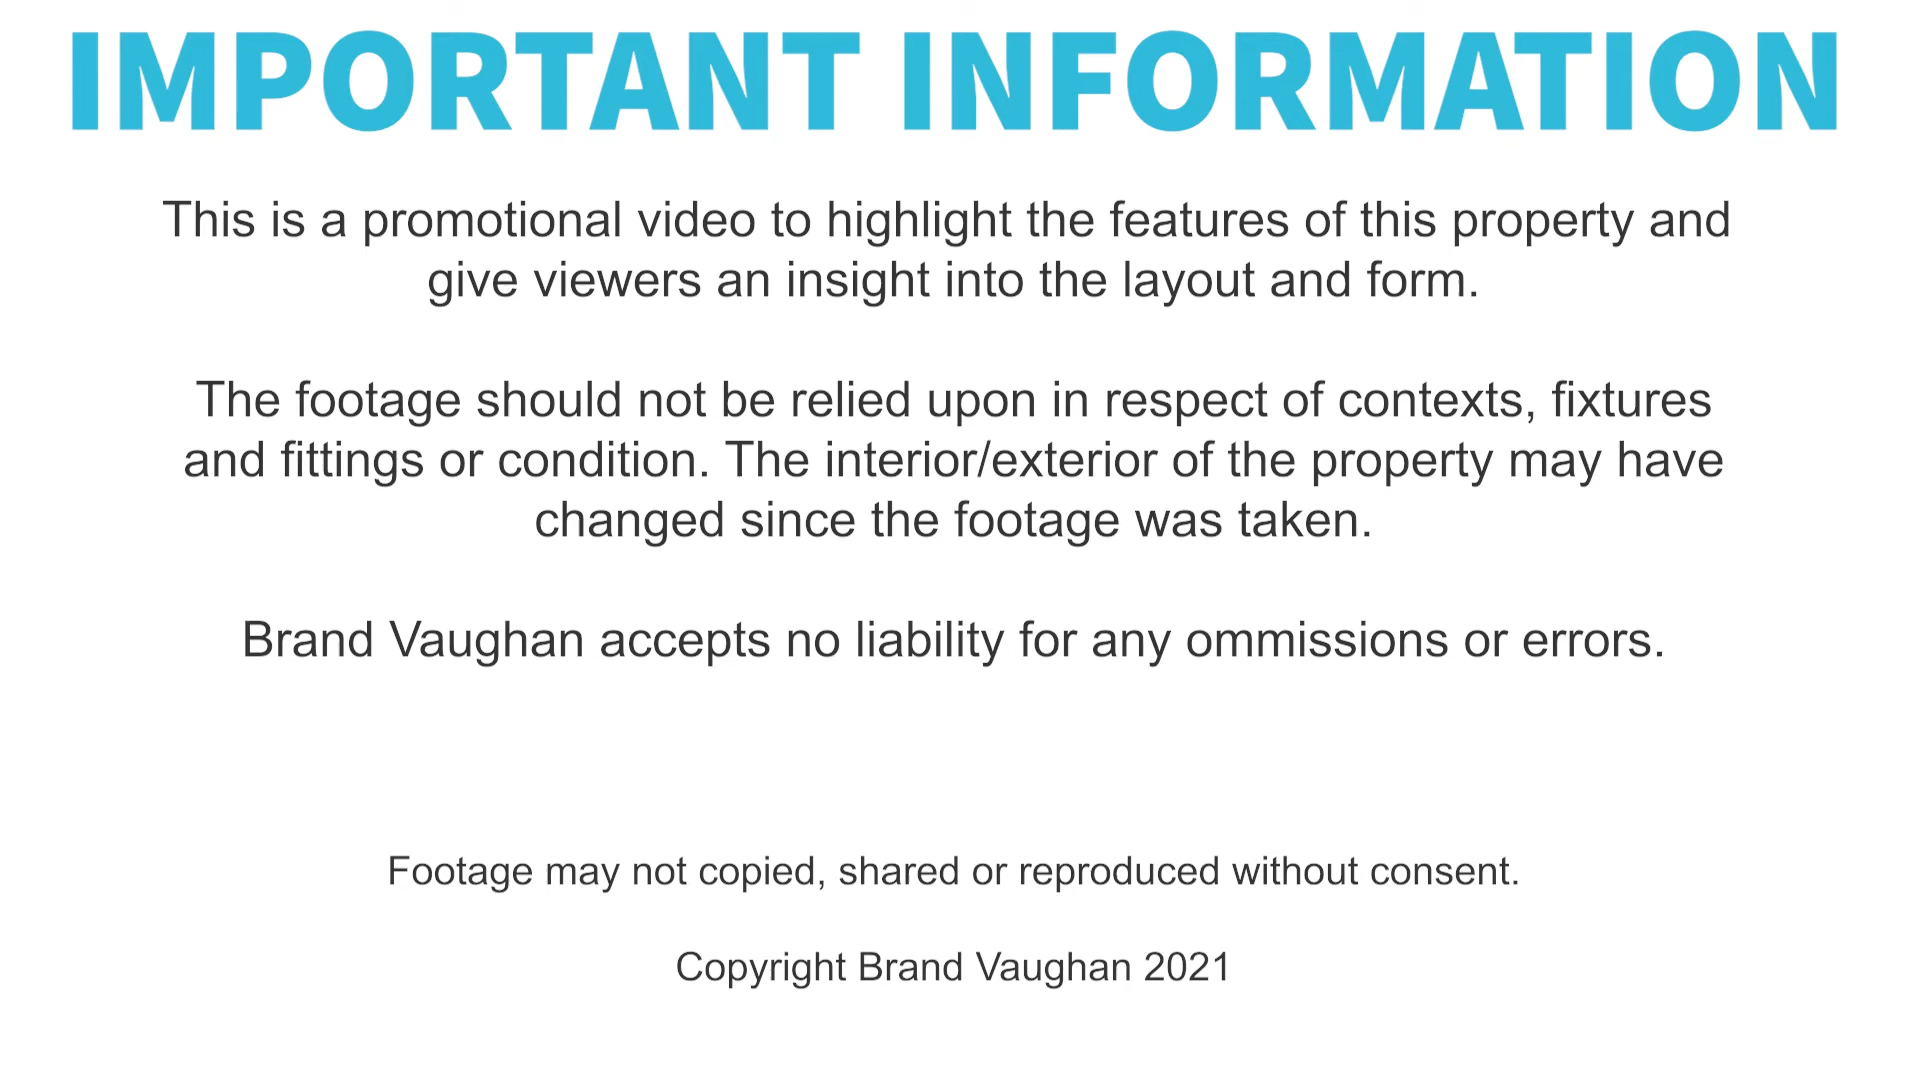 IMPORTANT INFORMATION
This is a promotional video to highlight the features of this property and
give viewers an insight into the layout and form.
The footage should not be relied upon in respect of contexts, fixtures
and fittings or condition. The interior/exterior of the property may have
changed since the footage was taken.
Brand Vaughan accepts no liability for any ommissions or errors.
Footage may not copied, shared or reproduced without consent.
Copyright Brand Vaughan 2021